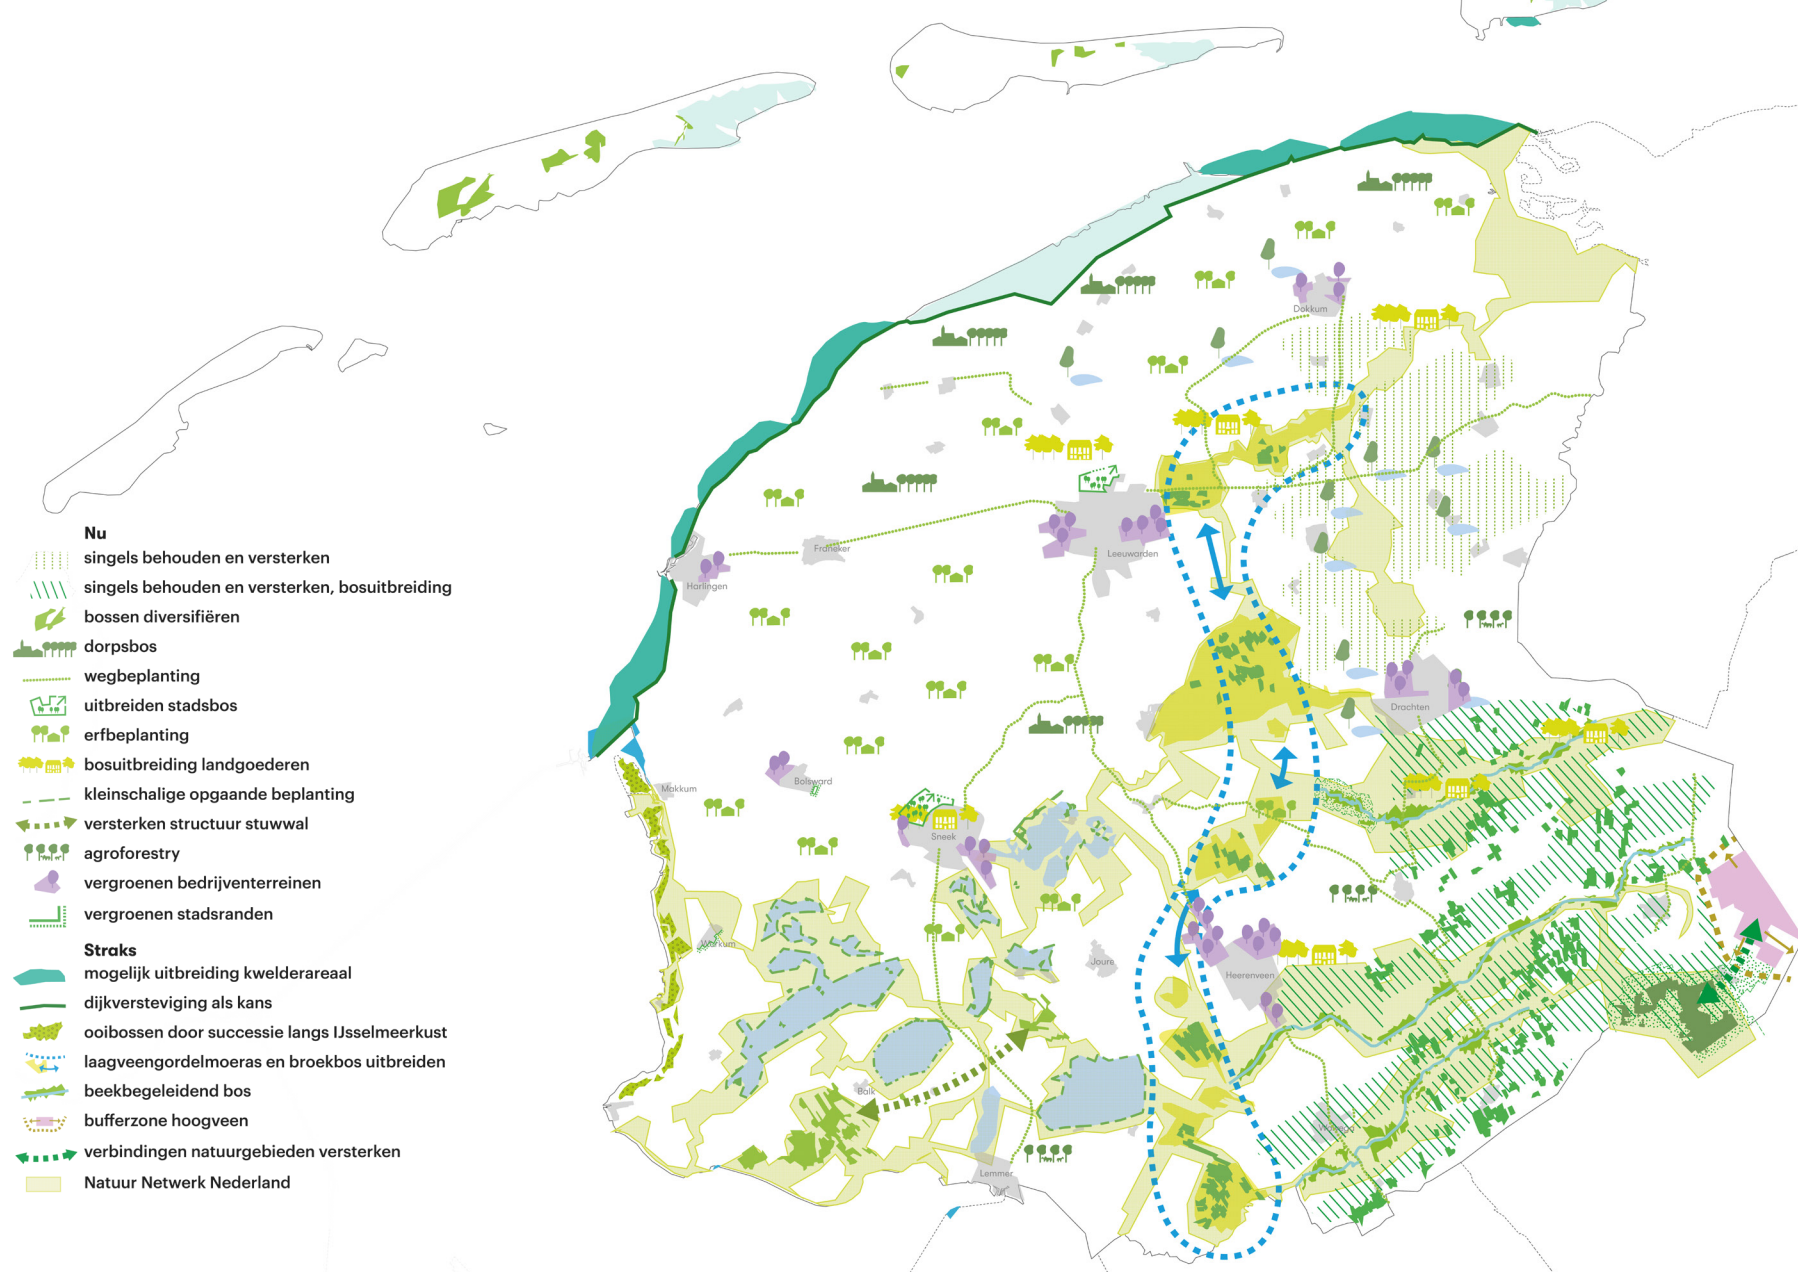 Nu
singels behouden en versterken
singels behouden en versterken, bosuitbreiding
bossen diversifiëren
dorpsbos
wegbeplanting
uitbreiden stadsbos
erfbeplanting
bosuitbreiding landgoederen
kleinschalige opgaande beplanting
versterken structuur stuwwal
agroforestry
vergroenen bedrijventerreinen
vergroenen stadsranden
Straks
mogelijk uitbreiding kwelderareaal
dijkversteviging als kans
ooibossen door successie langs IJsselmeerkust
laagveengordelmoeras en broekbos uitbreiden
beekbegeleidend bos
bufferzone hoogveen
verbindingen natuurgebieden versterken
Natuur Netwerk Nederland
Dokkum
Leeuwarden
Franeker
Harlingen
Drachten
Bolsward
Makkum
Sneek
Workum
Joure
Heerenveen
Balk
Wolvega
Lemmer